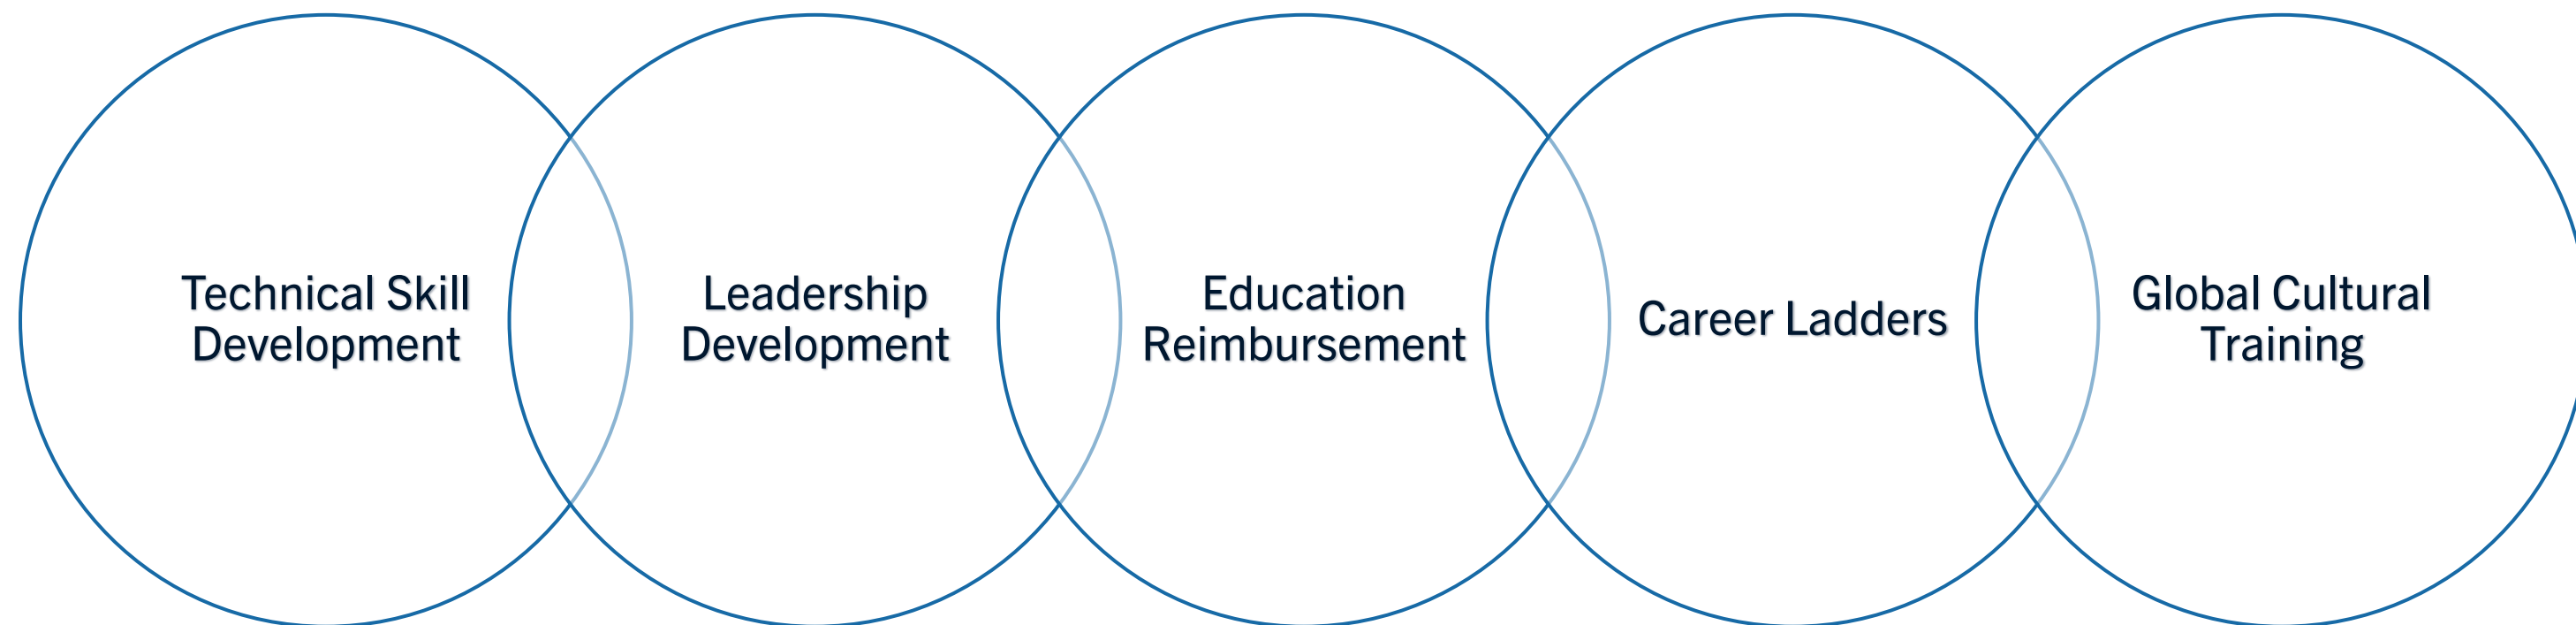 Technical Skill
Development
Leadership
Development
Education
Reimbursement
Career Ladders
Global Cultural
Training